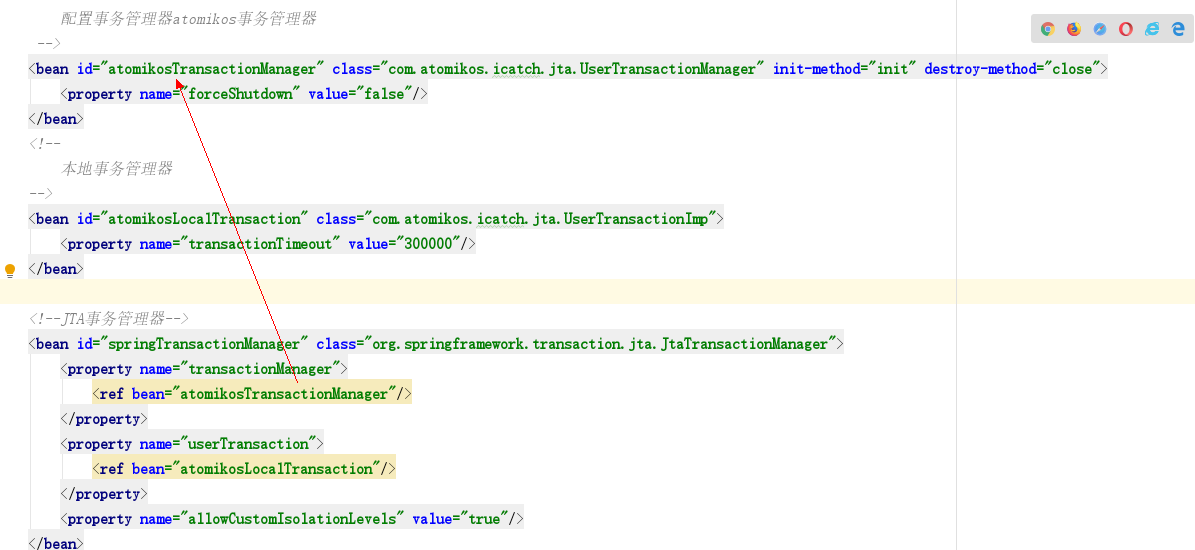 配置事务管理器atomikos事务管理器
-->
<bean id="atomikosTransactionManager" class="com.atomikos.icatch.jta.UserTransactionManager" init-method="init" destroy-method="close">
<property name="forceShutdown" value="false"/>
</bean>
<!--
本地事务管理器
-->
<bean id="atomikosLocalTransaction" class="com.atomikos.icatch.jta.UserTransactionImp">
<property name="transactionTimeout" value="300000"/>
</bean>
<!--JTA事务管理器-->
<bean id="springTransactionManager" class="org.springframework.transaction.jta.JtaTransactionManager">
<property name="transactionManager">
<ref bean="atomikosTransactionManager"/>
</property>
<property name="userTransaction">
<ref bean="atomikosLocalTransaction"/>
</property>
<property name="allowCustomIsolationLevels" value="true"/>
</bean>